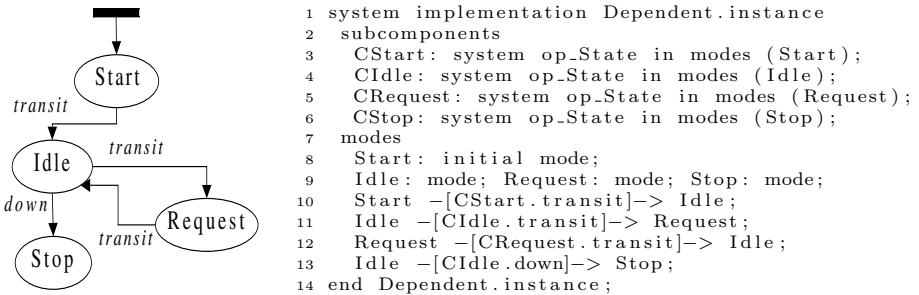 Start
transit
Idle
transit
down
Request
transit
Stop
1 system implementation Dependent.instance
2 subcomponents
3 CStart: system op_State in modes (Start);
4 CIdle: system op_State in modes (Idle);
5 CRequest: system op_State in modes (Request);
6 CStop: system op_State in modes (Stop);
7 modes
8 Start: initial mode;
9 Idle: mode; Request: mode; Stop: mode;
10 Start -[CStart.transit]-> Idle;
11 Idle -[CIdle.transit]-> Request;
12 Request -[CRequest.transit]-> Idle;
13 Idle -[CIdle.down]-> Stop;
14 end Dependent.instance;